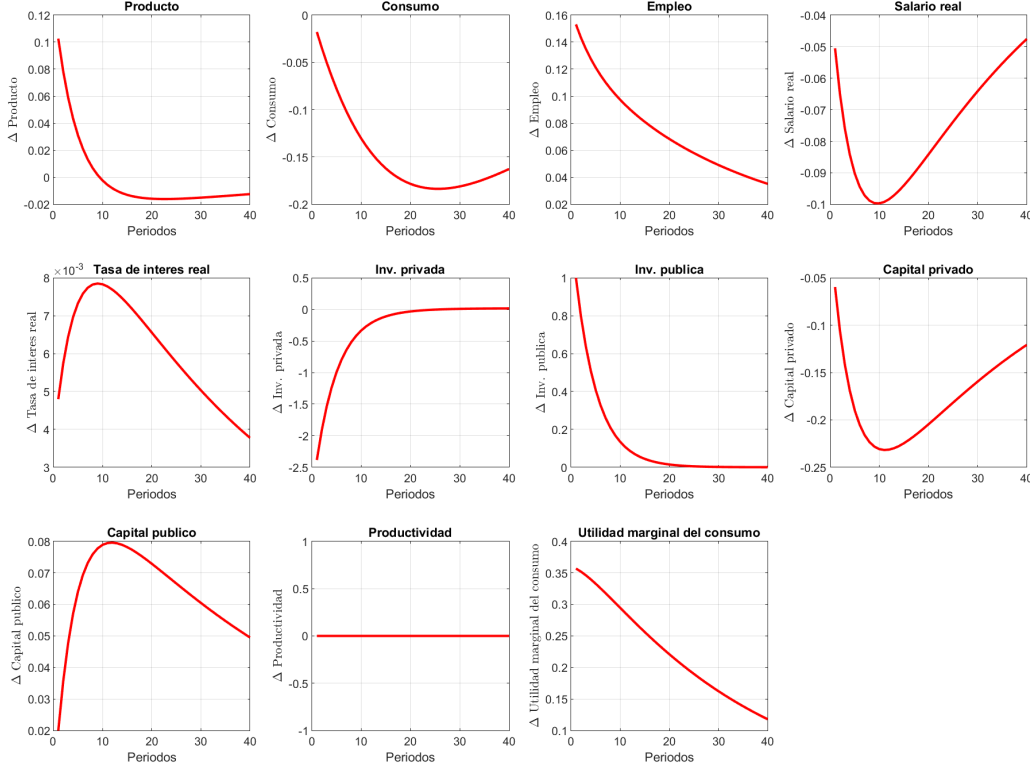 Producto
Δ Producto
0.12
0.1
0.08
0.06
0.04
0.02
0
-0.02
0 10 20 30 40
Periodos
Consumo
Δ Consumo
0
-0.05
-0.1
-0.15
-0.2
0 10 20 30 40
Periodos
Empleo
Δ Empleo
0.16
0.14
0.12
0.1
0.08
0.06
0.04
0.02
0 10 20 30 40
Periodos
Salario real
Δ Salario real
-0.04
-0.05
-0.06
-0.07
-0.08
-0.09
-0.1
0 10 20 30 40
Periodos
Tasa de interes real
×10-3
Δ Tasa de interes real
8
7
6
5
4
3
0 10 20 30 40
Periodos
Inv. privada
Δ Inv. privada
0.5
0
-0.5
-1
-1.5
-2
-2.5
0 10 20 30 40
Periodos
Inv. publica
Δ Inv. publica
1
0.8
0.6
0.4
0.2
0
0 10 20 30 40
Periodos
Capital privado
Δ Capital privado
-0.05
-0.1
-0.15
-0.2
-0.25
0 10 20 30 40
Periodos
Capital publico
Δ Capital publico
0.08
0.07
0.06
0.05
0.04
0.03
0.02
0 10 20 30 40
Periodos
Productividad
Δ Productividad
1
0.5
0
-0.5
-1
0 10 20 30 40
Periodos
Utilidad marginal del consumo
Δ Utilidad marginal del consumo
0.4
0.35
0.3
0.25
0.2
0.15
0.1
0 10 20 30 40
Periodos